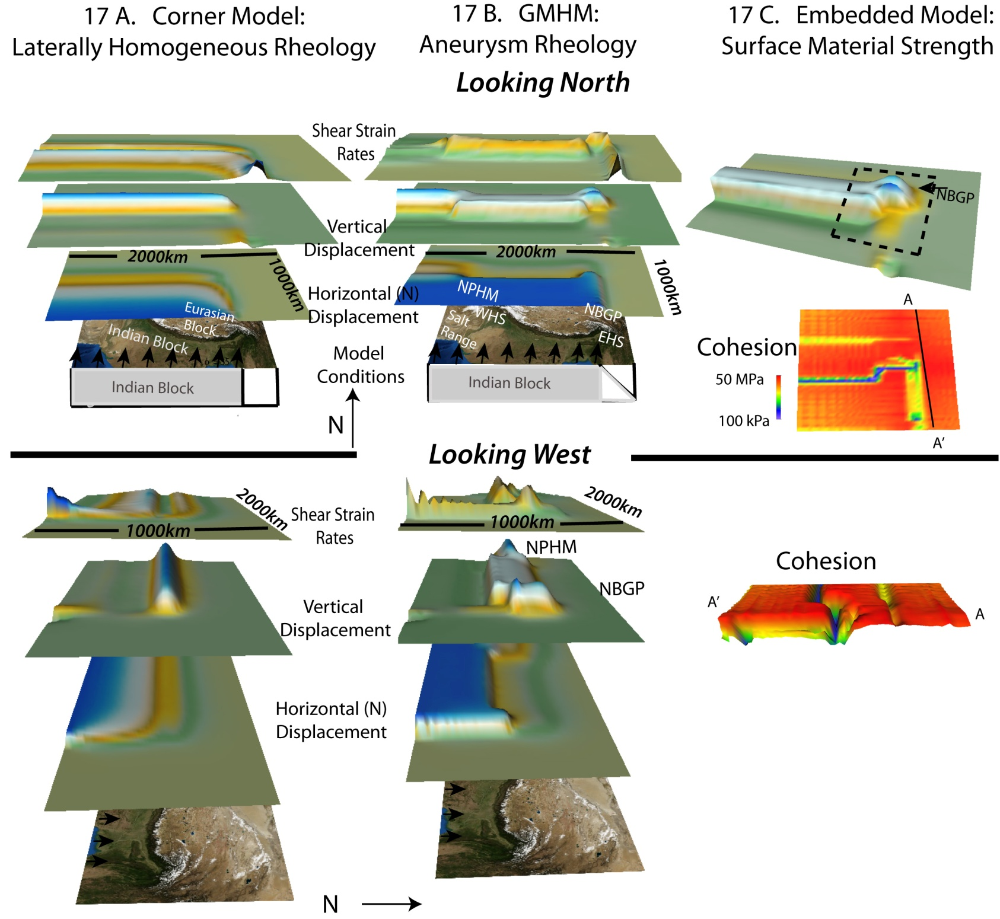 17 A. Corner Model:
Laterally Homogeneous Rheology
17 B. GMHM:
Aneurysm Rheology
17 C. Embedded Model:
Surface Material Strength
Looking North
Shear Strain
Rates
Vertical
Displacement
2000km
1000km
2000km
1000km
Horizontal (N)
Displacement
Eurasian
Block
Indian Block
NPHM
WHS
Salt
Range
NBGP
EHS
Model
Conditions
Indian Block
Indian Block
N
NBGP
A
Cohesion
50 MPa
100 kPa
A'
Looking West
2000km
1000km
Shear Strain
Rates
2000km
1000km
NPHM
NBGP
Vertical
Displacement
Cohesion
A'
A
Horizontal (N)
Displacement
N